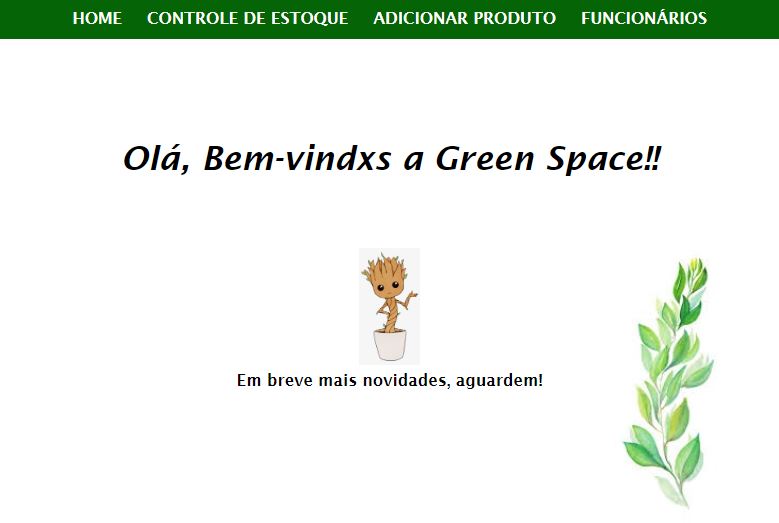 HOME CONTROLE DE ESTOQUE ADICIONAR PRODUTO FUNCIONÁRIOS
Olá, Bem-vindxs a Green Space!!
Em breve mais novidades, aguardem!